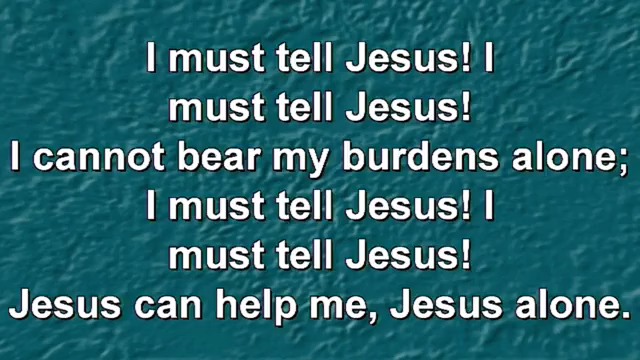 I must tell Jesus! I
must tell Jesus!
I cannot bear my burdens alone;
I must tell Jesus! I
must tell Jesus!
Jesus can help me, Jesus alone.